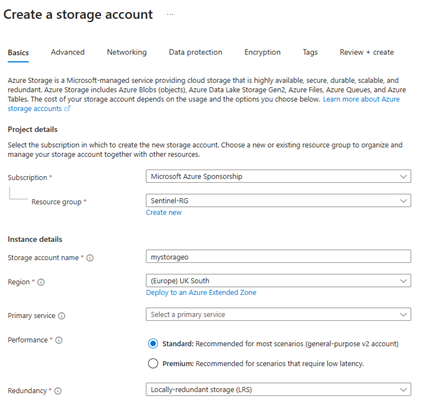 Create a storage account ...
Basics Advanced Networking Data protection Encryption Tags Review + create
Azure Storage is a Microsoft-managed service providing cloud storage that is highly available, secure, durable, scalable, and
redundant. Azure Storage includes Azure Blobs (objects), Azure Data Lake Storage Gen2, Azure Files, Azure Queues, and Azure
Tables. The cost of your storage account depends on the usage and the options you choose below. Learn more about Azure
storage accounts
Project details
Select the subscription in which to create the new storage account. Choose a new or existing resource group to organize and
manage your storage account together with other resources.
Subscription * Microsoft Azure Sponsorship
Resource group * Sentinel-RG
Create new
Instance details
Storage account name * mystorageo
Region * (Europe) UK South
Deploy to an Azure Extended Zone
Primary service Select a primary service
Performance * Standard: Recommended for most scenarios (general-purpose v2 account)
Premium: Recommended for scenarios that require low latency.
Redundancy * Locally-redundant storage (LRS)